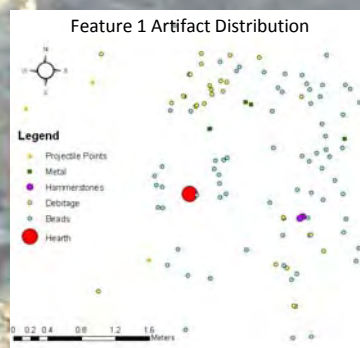 Feature 1 Artifact Distribution
N
W
S
Legend
Projectile Points
Metal
Hammerstones
Debitage
Beads
Hearth
0 0.2 0.4 0.8 1.2 1.6
Meters